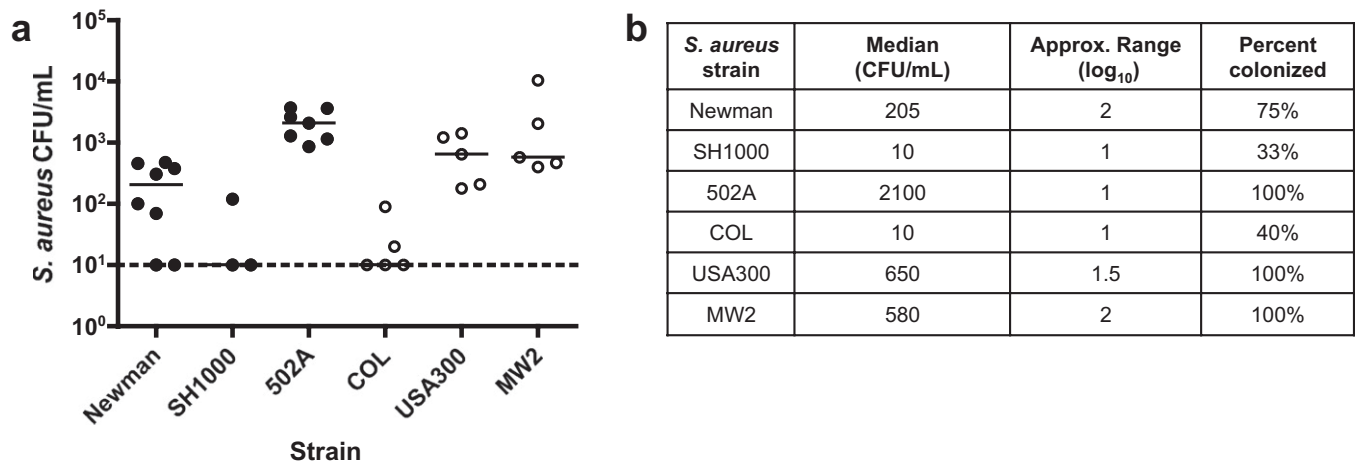 a
10⁵
10⁴
10³
10²
10¹
10⁰
S. aureus CFU/mL
Newman
SH1000
502A
COL
USA300
MW2
Strain
b
S. aureus strain
Median (CFU/mL)
Approx. Range (log₁₀)
Percent colonized
Newman 205 2 75%
SH1000 10 1 33%
502A 2100 1 100%
COL 10 1 40%
USA300 650 1.5 100%
MW2 580 2 100%